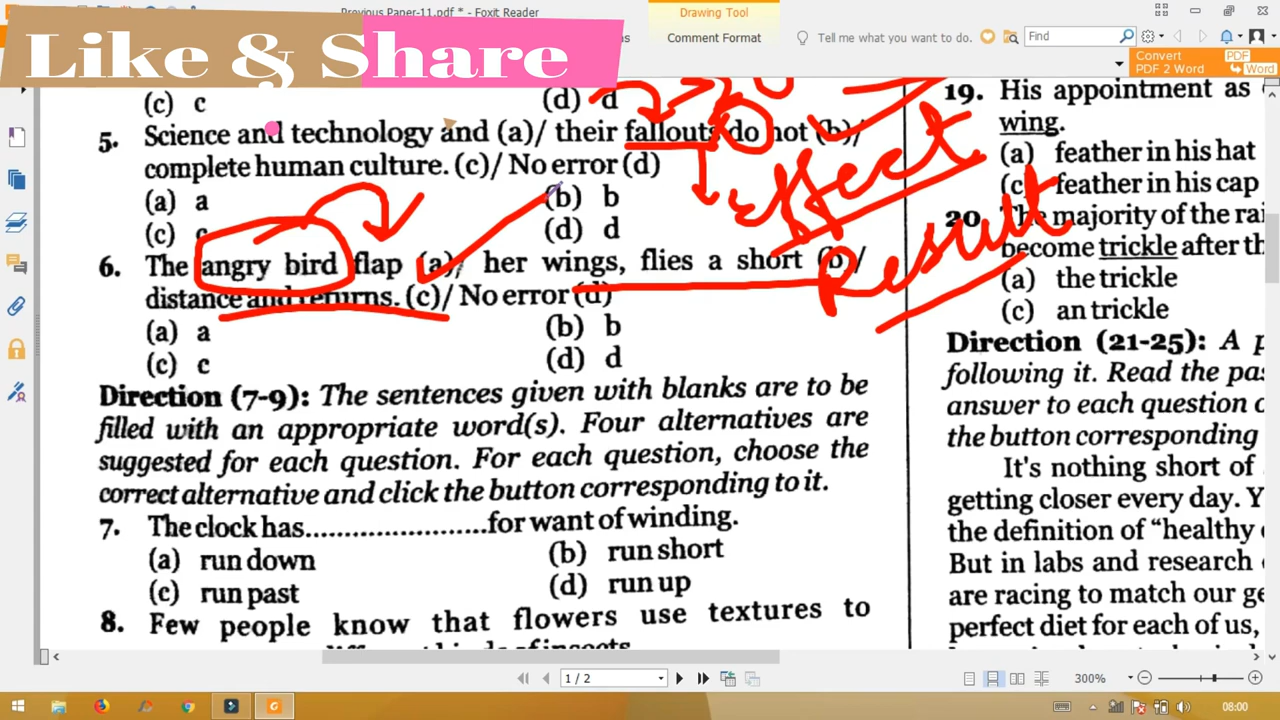 Previous Paper-11.pdf * - Foxit Reader
Drawing Tool
Comment Format
Tell me what you want to do.
Find
Convert
PDF 2 Word
PDF
Word
Like & Share
(c) c
(d) d
5. Science and technology and (a)/ their fallouts do not (b)/
complete human culture. (c)/ No error (d)
(a) a
(b) b
(c) c
(d) d
effect
Result
6. The angry bird flap (a)/ her wings, flies a short (b)/
distance and returns. (c)/ No error (d)
(a) a
(b) b
(c) c
(d) d
Direction (7-9): The sentences given with blanks are to be
filled with an appropriate word(s). Four alternatives are
suggested for each question. For each question, choose the
correct alternative and click the button corresponding to it.
7. The clock has......................for want of winding.
(a) run down
(b) run short
(c) run past
(d) run up
8. Few people know that flowers use textures to
19. His appointment as
wing.
(a) feather in his hat
(c) feather in his cap
20. The majority of the rai
become trickle after th
(a) the trickle
(c) an trickle
Direction (21-25): A p
following it. Read the pas
answer to each question o
the button corresponding
It's nothing short of
getting closer every day. Y
the definition of "healthy
But in labs and research
are racing to match our ge
perfect diet for each of us,
1 / 2
300%
08:00